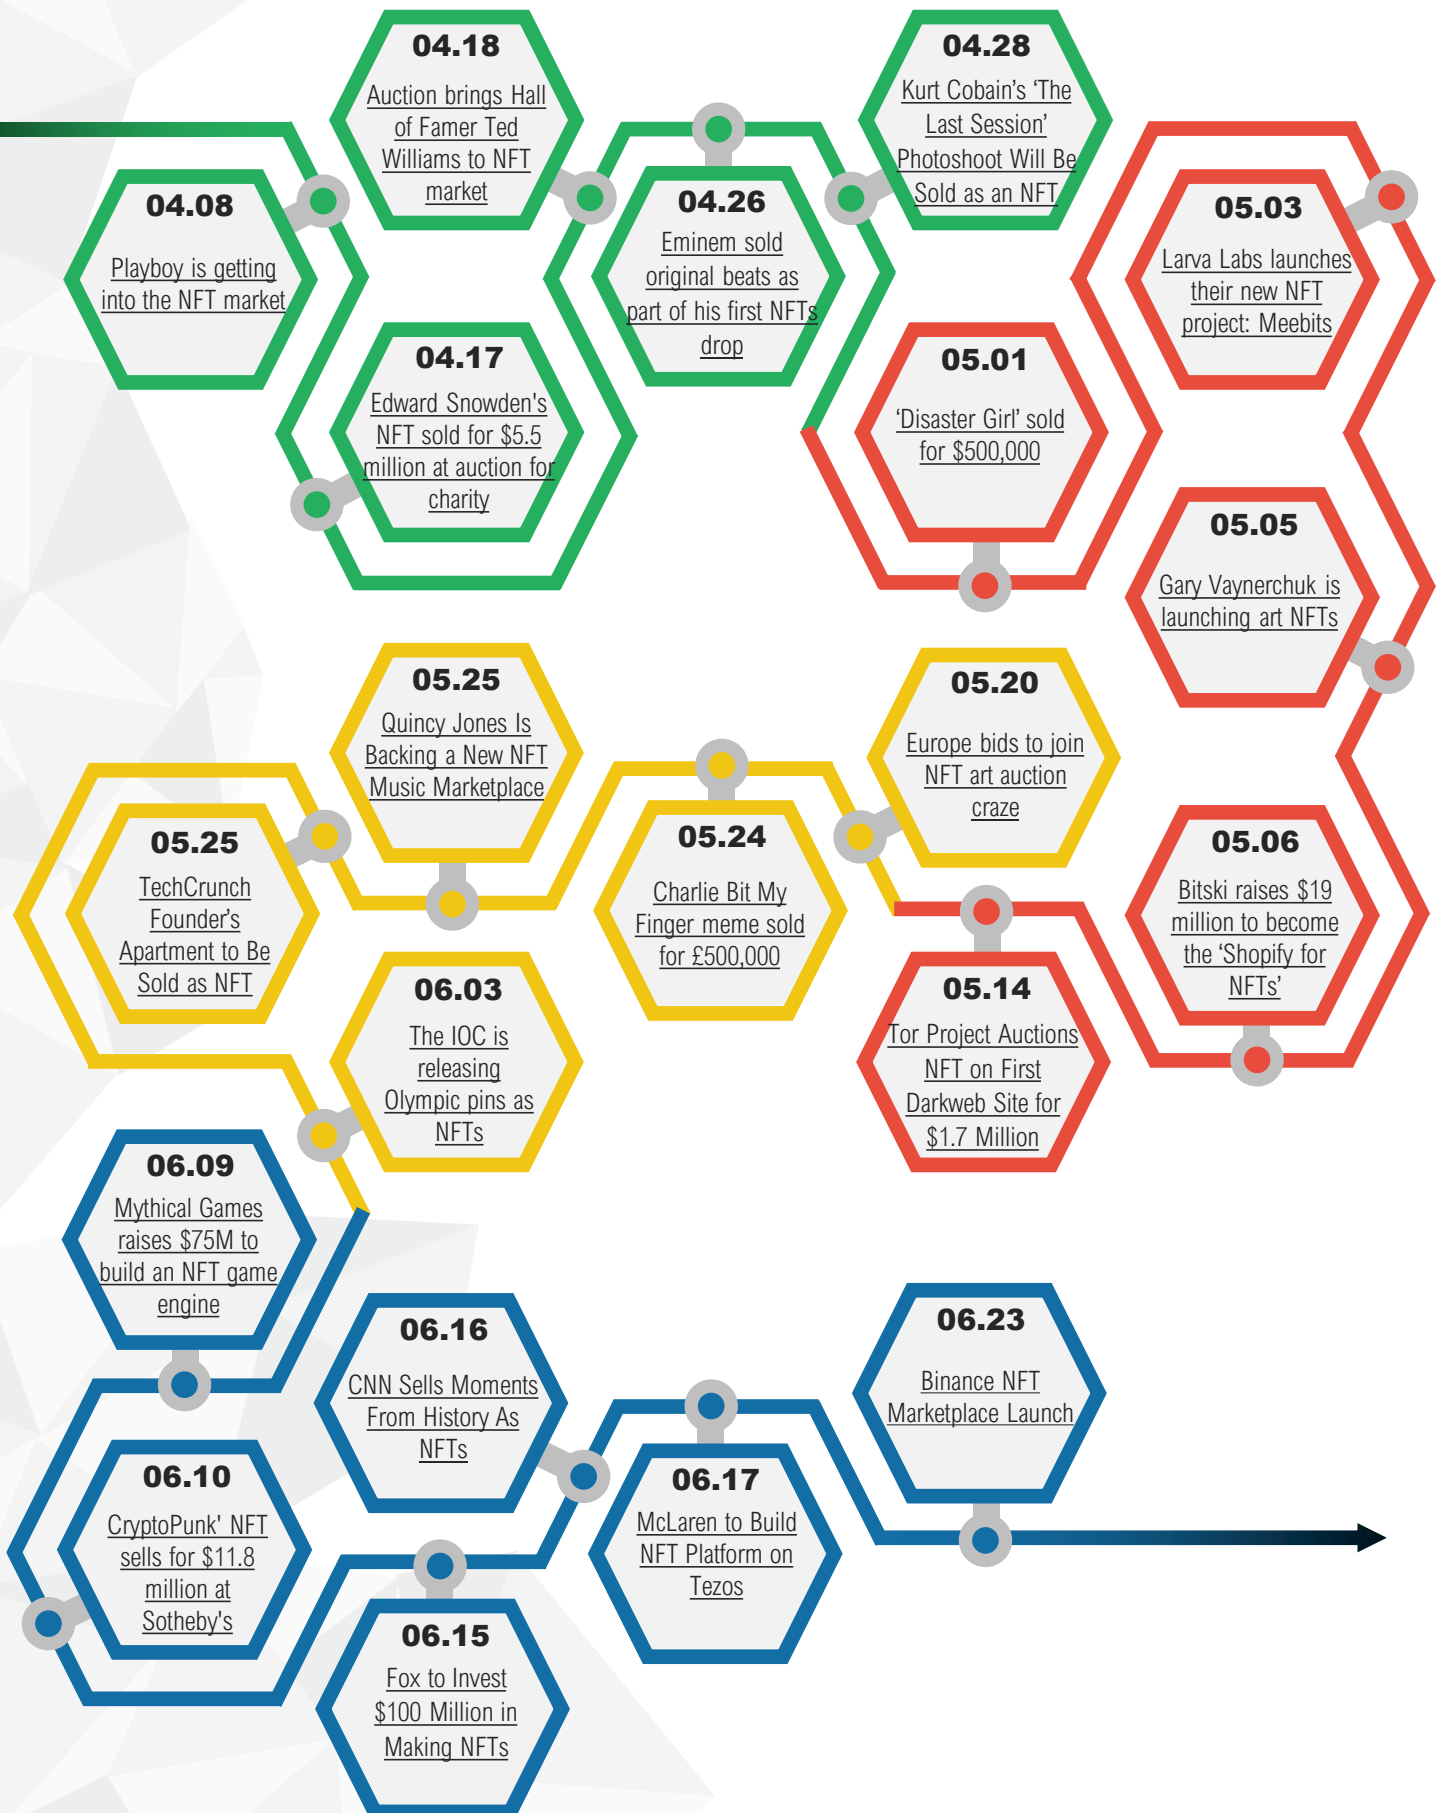 04.08
Playboy is getting
into the NFT market
04.17
Edward Snowden's
NFT sold for $5.5
million at auction for
charity
04.18
Auction brings Hall
of Famer Ted
Williams to NFT
market
04.26
Eminem sold
original beats as
part of his first NFTs
drop
04.28
Kurt Cobain’s ‘The
Last Session’
Photoshoot Will Be
Sold as an NFT
05.01
‘Disaster Girl’ sold
for $500,000
05.03
Larva Labs launches
their new NFT
project: Meebits
05.05
Gary Vaynerchuk is
launching art NFTs
05.06
Bitski raises $19
million to become
the ‘Shopify for
NFTs’
05.14
Tor Project Auctions
NFT on First
Darkweb Site for
$1.7 Million
05.20
Europe bids to join
NFT art auction
craze
05.24
Charlie Bit My
Finger meme sold
for £500,000
05.25
Quincy Jones Is
Backing a New NFT
Music Marketplace
05.25
TechCrunch
Founder’s
Apartment to Be
Sold as NFT
06.03
The IOC is
releasing
Olympic pins as
NFTs
06.09
Mythical Games
raises $75M to
build an NFT game
engine
06.10
CryptoPunk' NFT
sells for $11.8
million at
Sotheby's
06.15
Fox to Invest
$100 Million in
Making NFTs
06.16
CNN Sells Moments
From History As
NFTs
06.17
McLaren to Build
NFT Platform on
Tezos
06.23
Binance NFT
Marketplace Launch